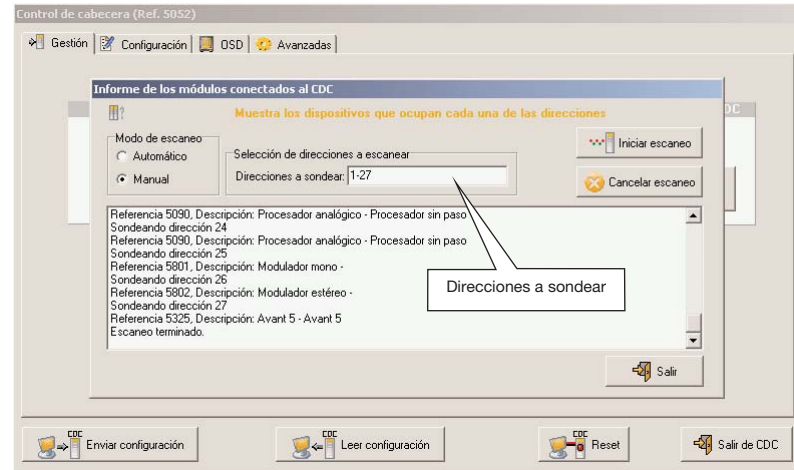 Control de cabecera (Ref. 5052)
Gestión
Configuración
OSD
Avanzadas
Informe de los módulos conectados al CDC
DC
Muestra los dispositivos que ocupan cada una de las direcciones
Modo de escaneo
Automático
Manual
Selección de direcciones a escanear
Direcciones a sondear: 1-27
Iniciar escaneo
Cancelar escaneo
Referencia 5090, Descripción: Procesador analógico - Procesador sin paso
Sondeando dirección 24
Referencia 5090, Descripción: Procesador analógico - Procesador sin paso
Sondeando dirección 25
Referencia 5801, Descripción: Modulador mono -
Sondeando dirección 26
Referencia 5802, Descripción: Modulador estéreo -
Sondeando dirección 27
Referencia 5325, Descripción: Avant 5 - Avant 5
Escaneo terminado.
Direcciones a sondear
Salir
CDC
Enviar configuración
CDC
Leer configuración
CDC
Reset
Salir de CDC